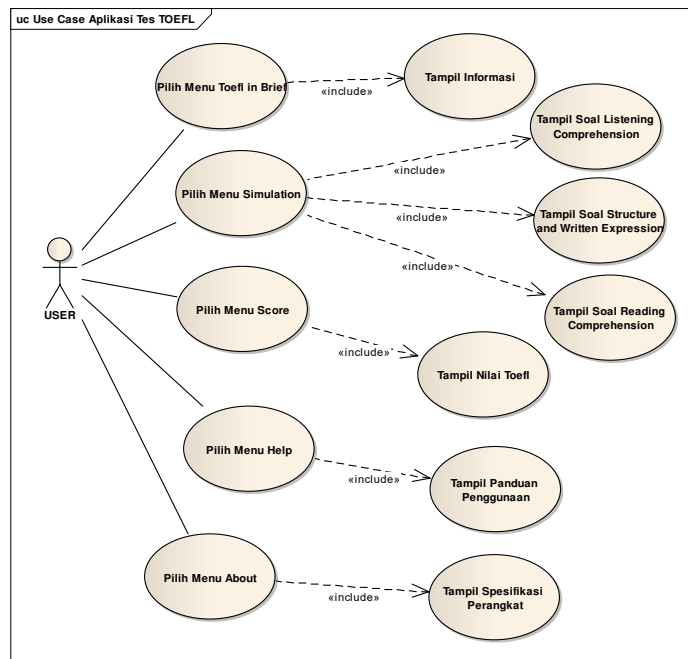 uc Use Case Aplikasi Tes TOEFL
Pilih Menu Toefl in Brief
«include»
Tampil Informasi
Tampil Soal Listening
Comprehension
«include»
Pilih Menu Simulation
«include»
Tampil Soal Structure
and Written Expression
«include»
Tampil Soal Reading
Comprehension
USER
Pilih Menu Score
«include»
Tampil Nilai Toefl
Pilih Menu Help
«include»
Tampil Panduan
Penggunaan
Pilih Menu About
«include»
Tampil Spesifikasi
Perangkat